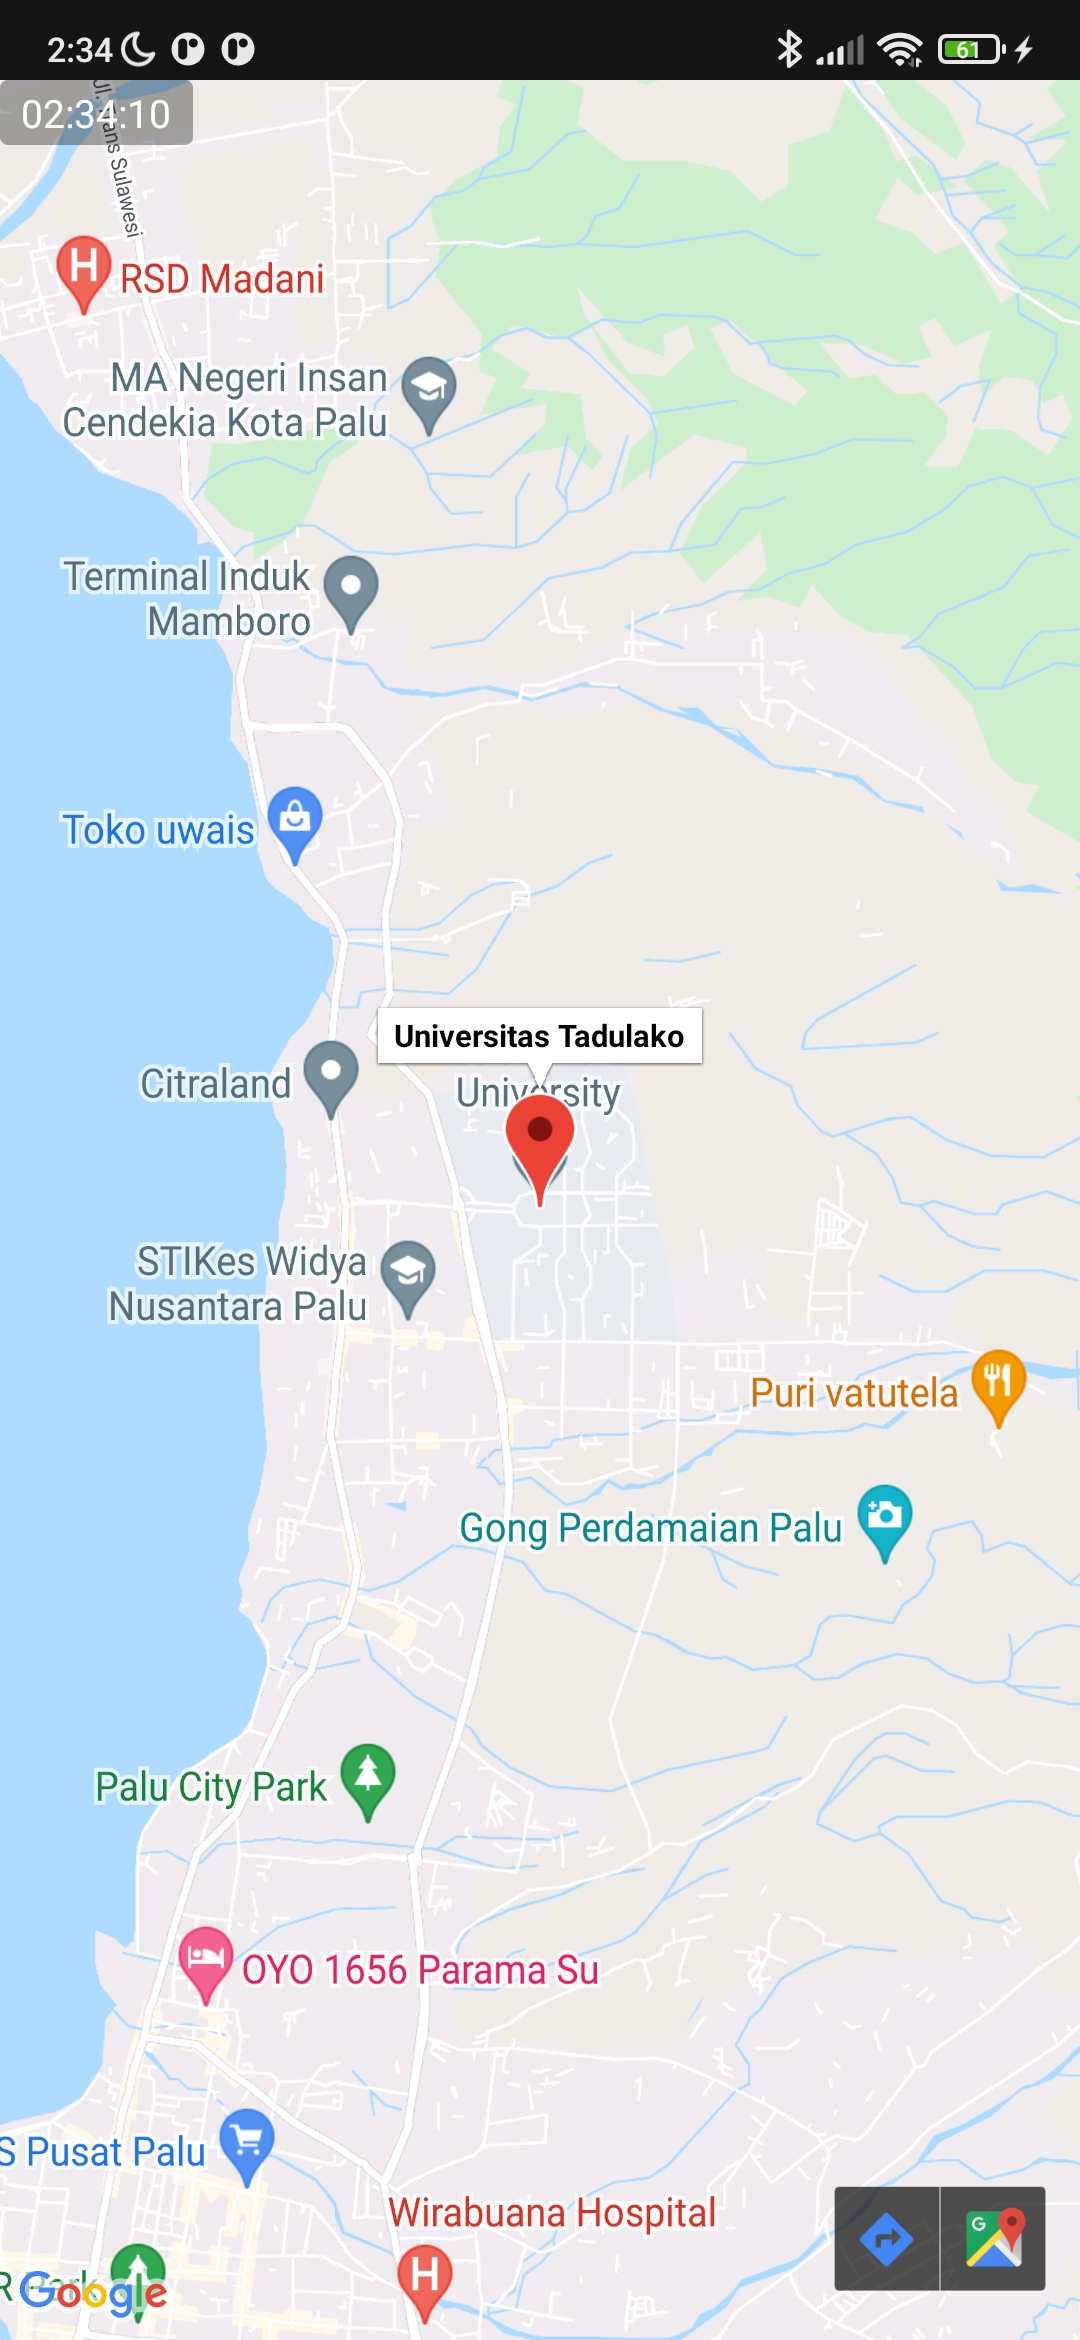 2:34
61
02:34:10
Jl. Trans Sulawesi
H
RSD Madani
MA Negeri Insan
Cendekia Kota Palu
Terminal Induk
Mamboro
Toko uwais
Universitas Tadulako
University
Citraland
STIKes Widya
Nusantara Palu
Puri vatutela
Gong Perdamaian Palu
Palu City Park
OYO 1656 Parama Su
S Pusat Palu
Wirabuana Hospital
H
G
R Park
Google